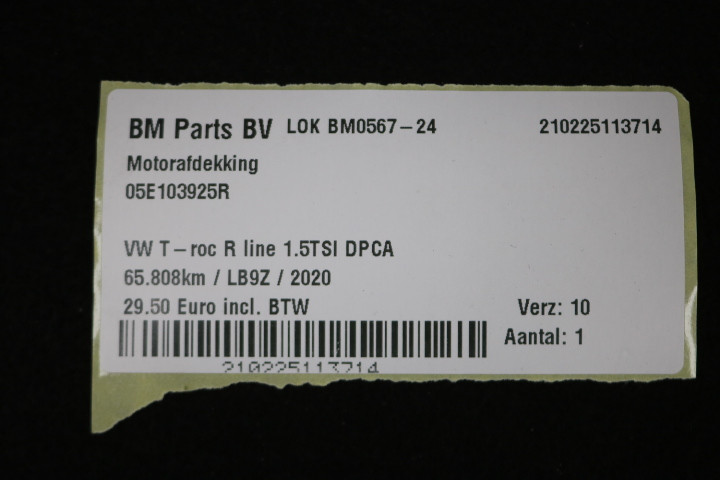 BM Parts BV LOK BM0567-24 210225113714
Motorafdekking
05E103925R
VW T-roc R line 1.5TSI DPCA
65.808km / LB9Z / 2020
29.50 Euro incl. BTW Verz: 10
Aantal: 1
210225113714